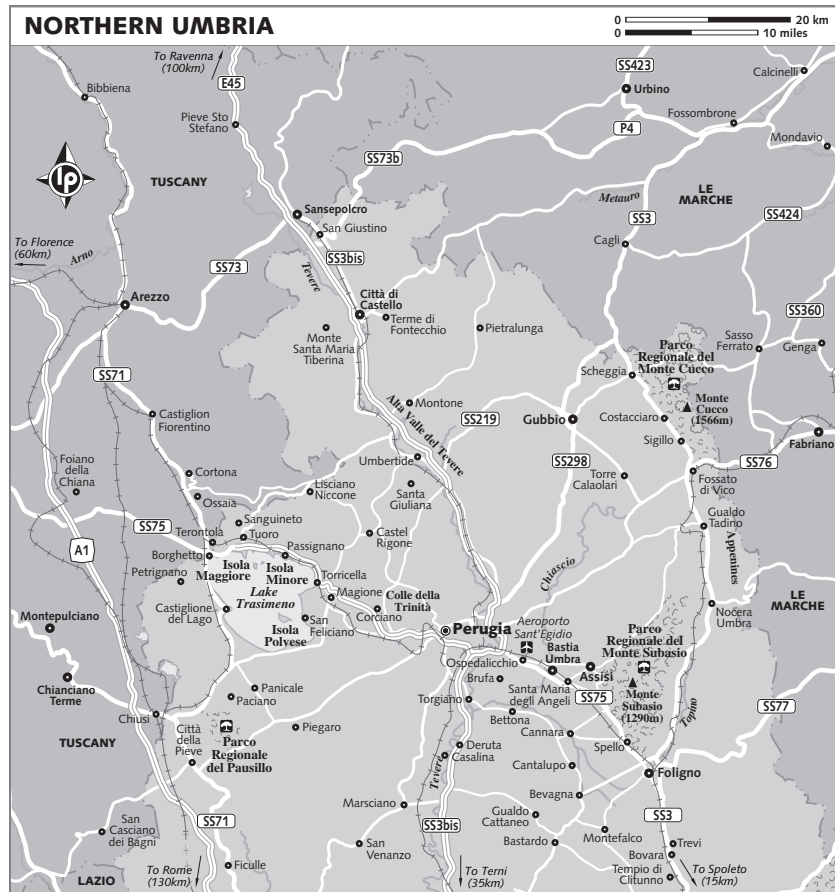 NORTHERN UMBRIA
0 20 km
0 10 miles
To Ravenna
(100km)
E45
SS423
Urbino
Calcinelli
Bibbiena
Pieve Sto
Stefano
Fossombrone
P4
Mondavio
SS73b
lp
TUSCANY
LE
MARCHE
Metauro
Sansepolcro
San Giustino
SS3
SS424
To Florence
(60km)
Arno
SS73
SS3bis
Tevere
Cagli
Arezzo
Città di
Castello
Terme di
Fontecchio
SS360
Monte
Santa Maria
Tiberina
Pietralunga
Parco
Regionale del
Monte Cucco
Sasso
Ferrato
Genga
SS71
Scheggia
Monte
Cucco
(1566m)
Castiglion
Fiorentino
Montone
Alta Valle del Tevere
SS219
Gubbio
Costacciaro
Sigillo
Fabriano
Foiano
della
Chiana
Cortona
Umbertide
SS298
SS76
Ossaia
Lisciano
Niccone
Santa
Giuliana
Torre
Calaolari
Fossato
di Vico
SS75
Sanguineto
Terontola
Tuoro
Castel
Rigone
Gualdo
Tadino
A1
Borghetto
Isola
Maggiore
Isola
Minore
Passignano
Chiascio
Appenines
Petrignano
Lake
Trasimeno
Torricella
Magione
Colle della
Trinità
LE
MARCHE
Castiglione
del Lago
Corciano
Nocera
Umbra
Montepulciano
Isola
Polvese
San
Feliciano
Perugia
Aeroporto
Sant'Egidio
Parco
Regionale del
Monte Subasio
Ospedalicchio
Bastia
Umbra
Assisi
Chianciano
Terme
Panicale
Paciano
Brufa
Santa Maria
degli Angeli
Monte
Subasio
(1290m)
Torgiano
SS75
Topino
SS77
Chiusi
Bettona
TUSCANY
Città
della
Pieve
Parco
Regionale
del Pausillo
Piegaro
Cannara
Spello
Deruta
Casalina
Cantalupo
Foligno
Tevere
Bevagna
San
Casciano
dei Bagni
SS71
Marsciano
SS3bis
Gualdo
Cattaneo
SS3
San
Venanzo
Bastardo
Montefalco
Trevi
Bovara
LAZIO
To Rome
(130km)
Ficulle
To Terni
(35km)
Tempio di
Clitunno
To Spoleto
(15km)